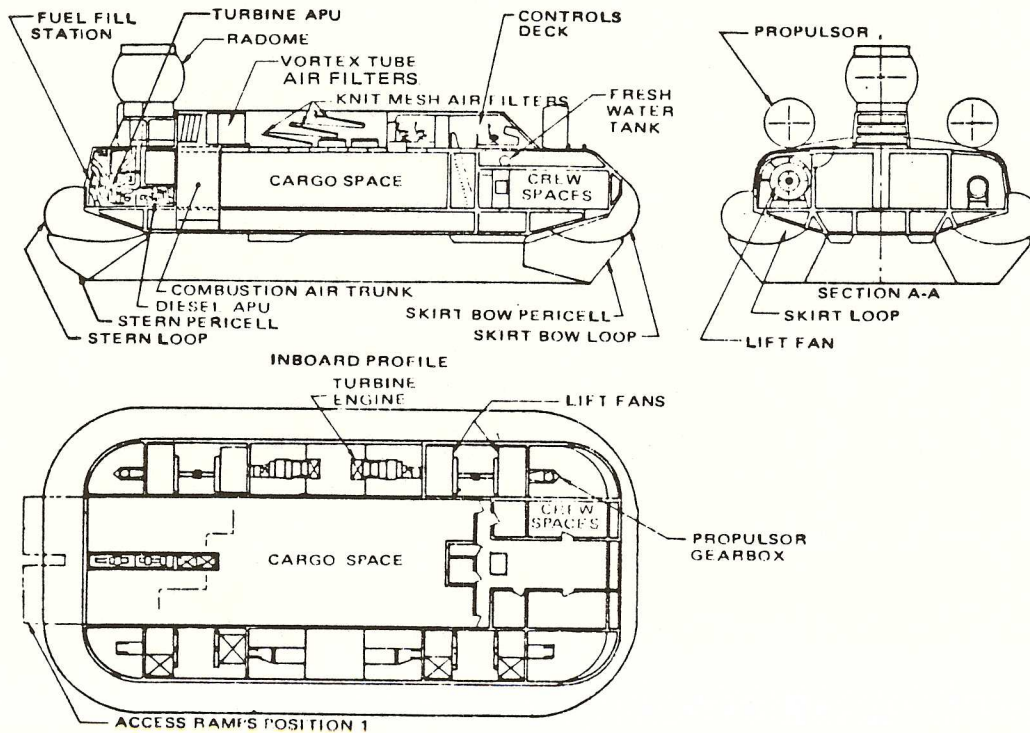 FUEL FILL
STATION
TURBINE APU
RADOME
VORTEX TUBE
AIR FILTERS
KNIT MESH AIR FILTERS
CONTROLS
DECK
FRESH
WATER
TANK
CARGO SPACE
CREW
SPACES
COMBUSTION AIR TRUNK
DIESEL APU
STERN PERICELL
STERN LOOP
SKIRT BOW PERICELL
SKIRT BOW LOOP
INBOARD PROFILE
PROPULSOR
SECTION A-A
SKIRT LOOP
LIFT FAN
TURBINE
ENGINE
LIFT FANS
CREW
SPACES
CARGO SPACE
PROPULSOR
GEARBOX
ACCESS RAMPS POSITION 1